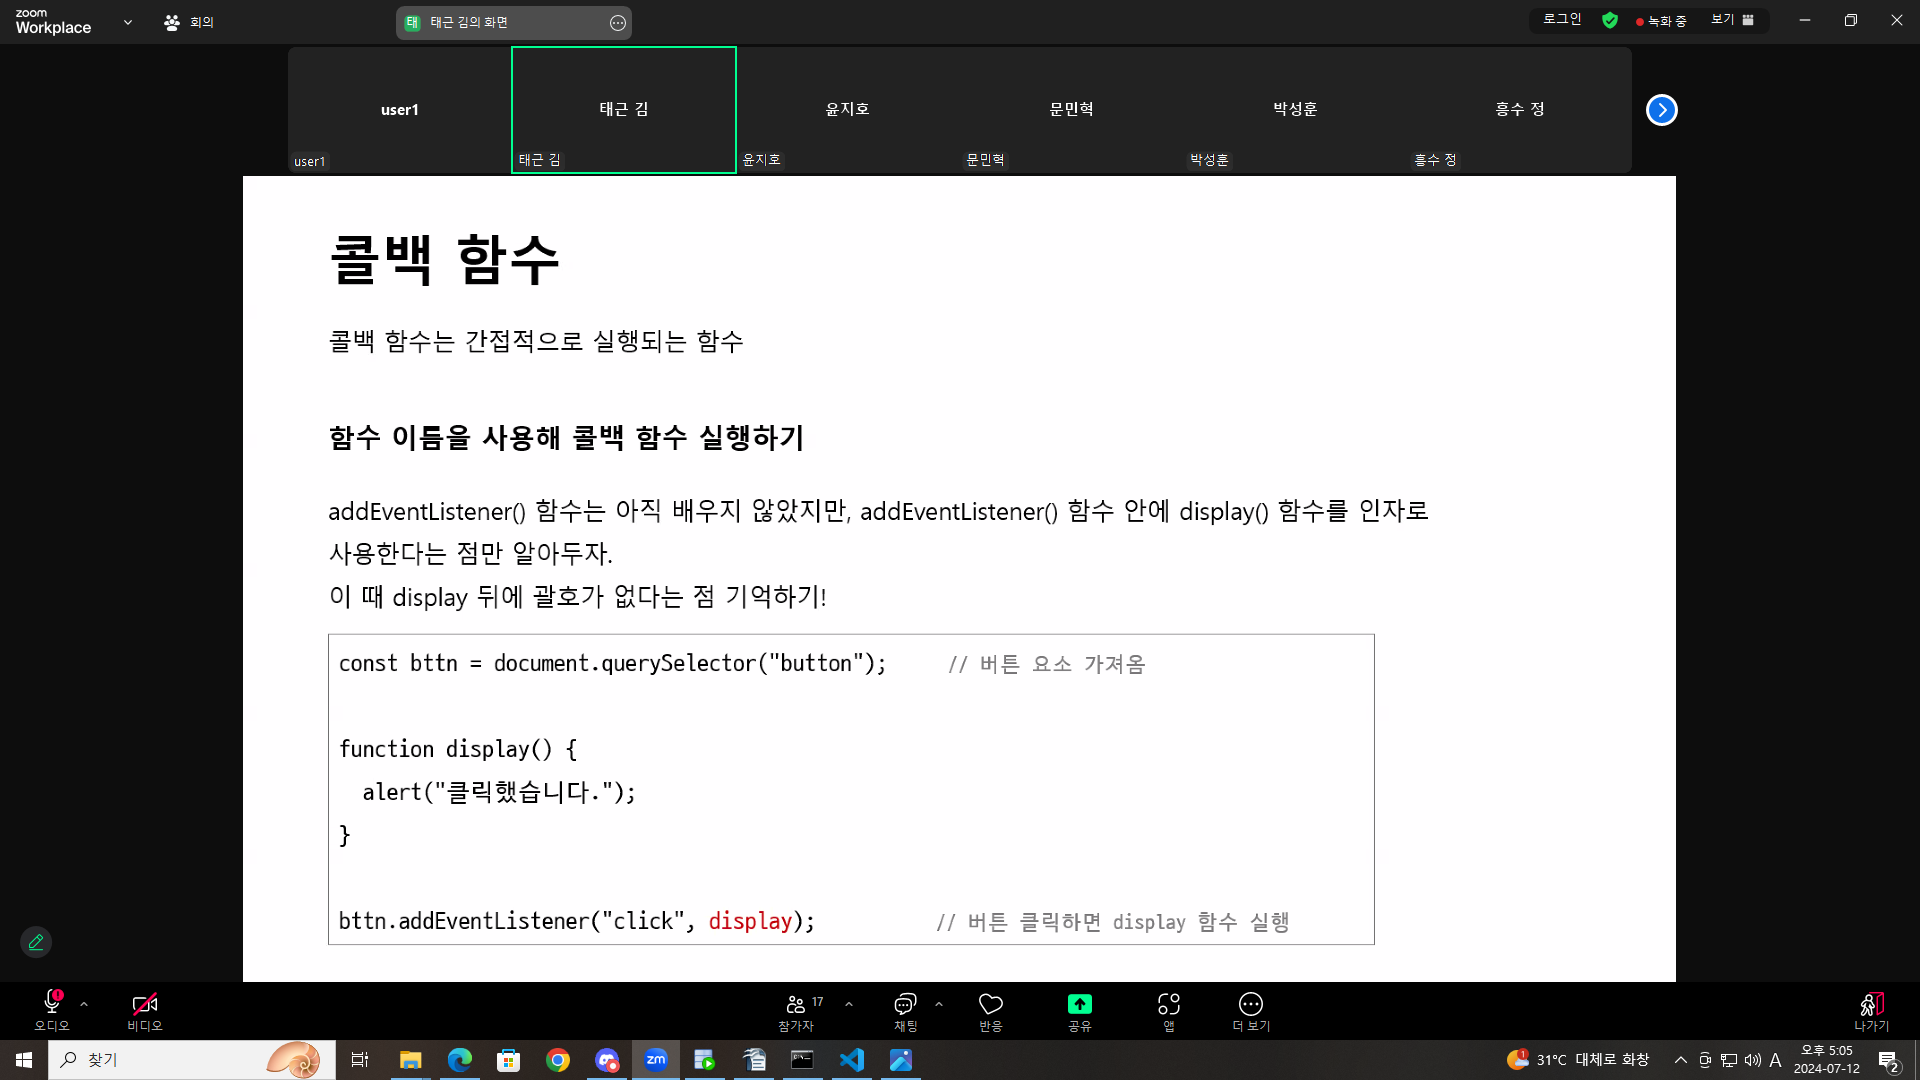 zoom
Workplace
회의
태 태근 김의 화면
로그인
녹화 중
보기
user1
태근 김
윤지호
문민혁
박성훈
흥수 정
user1
태근 김
윤지호
문민혁
박성훈
흥수 정
콜백 함수
콜백 함수는 간접적으로 실행되는 함수
함수 이름을 사용해 콜백 함수 실행하기
addEventListener() 함수는 아직 배우지 않았지만, addEventListener() 함수 안에 display() 함수를 인자로
사용한다는 점만 알아두자.
이 때 display 뒤에 괄호가 없다는 점 기억하기!
const bttn = document.querySelector("button"); // 버튼 요소 가져옴
function display() {
alert("클릭했습니다.");
}
bttn.addEventListener("click", display); // 버튼 클릭하면 display 함수 실행
오디오
비디오
17
참가자
채팅
반응
공유
앱
더 보기
나가기
찾기
zm
1
31°C 대체로 화창
A
오후 5:05
2024-07-12
2